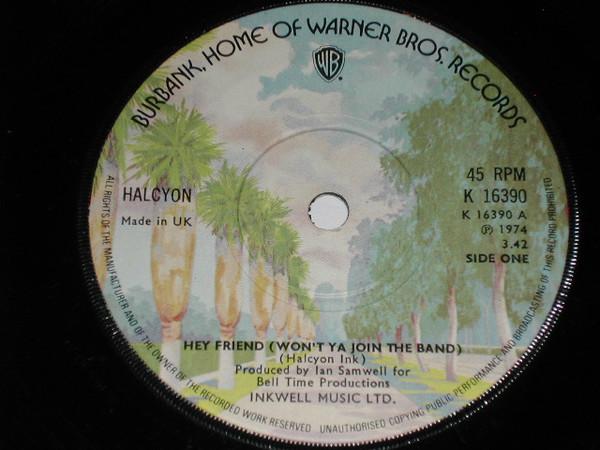 BURBANK, HOME OF WARNER BROS. RECORDS
WB
HALCYON
Made in UK
45 RPM
K 16390
K 16390 A
Ⓟ 1974
3.42
SIDE ONE
HEY FRIEND (WON'T YA JOIN THE BAND)
(Halcyon Ink)
Produced by Ian Samwell for
Bell Time Productions
INKWELL MUSIC LTD.
ALL RIGHTS OF THE MANUFACTURER AND OF THE OWNER OF THE RECORDED WORK RESERVED UNAUTHORISED COPYING PUBLIC PERFORMANCE AND BROADCASTING OF THIS RECORD PROHIBITED